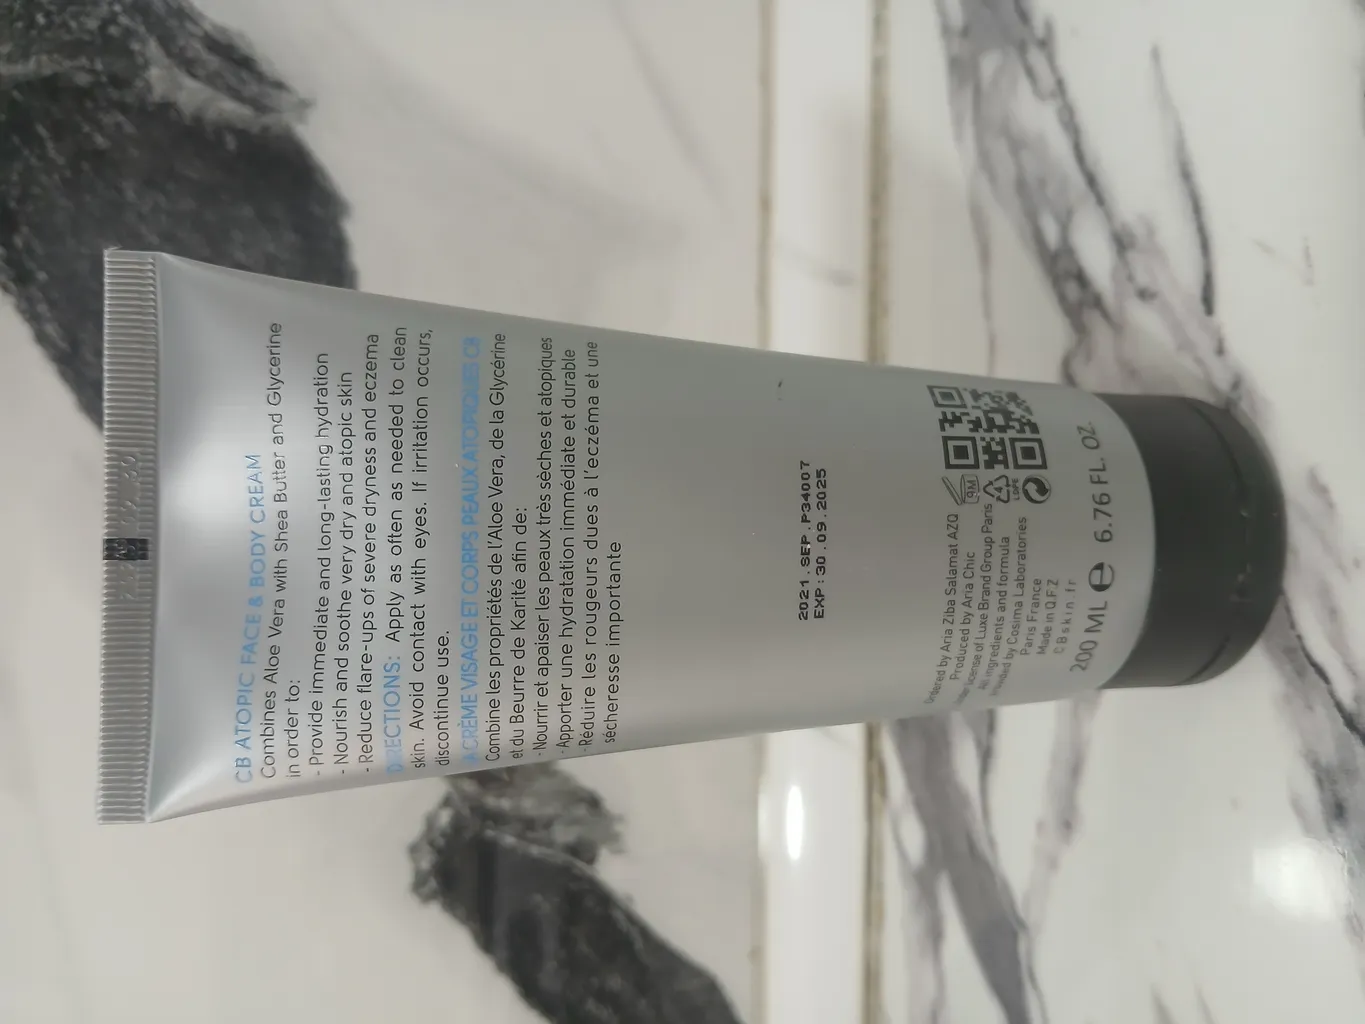 CB ATOPIC FACE & BODY CREAM
Combines Aloe Vera with Shea Butter and Glycerine
in order to:
- Provide immediate and long-lasting hydration
- Nourish and soothe very dry and atopic skin
- Reduce flare-ups of severe dryness and eczema
DIRECTIONS: Apply as often as needed to clean
skin. Avoid contact with eyes. If irritation occurs,
discontinue use.
A CRÈME VISAGE ET CORPS PEAUX ATOPIQUES CB
Combine les propriétés de l'Aloe Vera, de la Glycérine
et du Beurre de Karité afin de:
- Nourrir et apaiser les peaux très sèches et atopiques
- Apporter une hydratation immédiate et durable
- Réduire les rougeurs dues à l'eczéma et une
sécheresse importante
2021.SEP.P34007
EXP:30.09.2025
Ordered by Aria Ziba Salamat AZQ
Produced by Aria Chic
license of Luxe Brand Group Paris
All ingredients and formula
provided by Cosima Laboratories
Paris France
Made in Q.F.Z
CBskin.fr
9M
4
LDPE
200 ML e 6.76 FL. OZ.